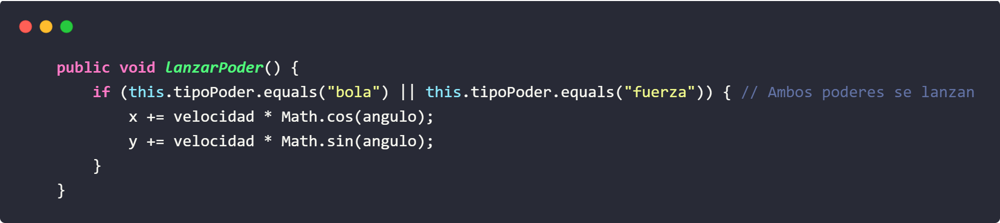 public void lanzarPoder() {
if (this.tipoPoder.equals("bola") || this.tipoPoder.equals("fuerza")) { // Ambos poderes se lanzan
x += velocidad * Math.cos(angulo);
y += velocidad * Math.sin(angulo);
}
}